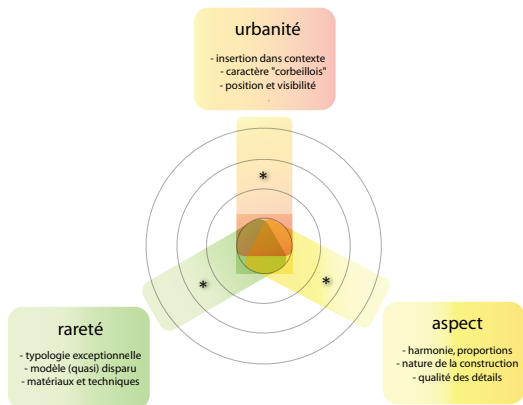 urbanité
- insertion dans contexte
- caractère "corbeillois"
- position et visibilité
*
*
*
rareté
- typologie exceptionnelle
- modèle (quasi) disparu
- matériaux et techniques
aspect
- harmonie, proportions
- nature de la construction
- qualité des détails